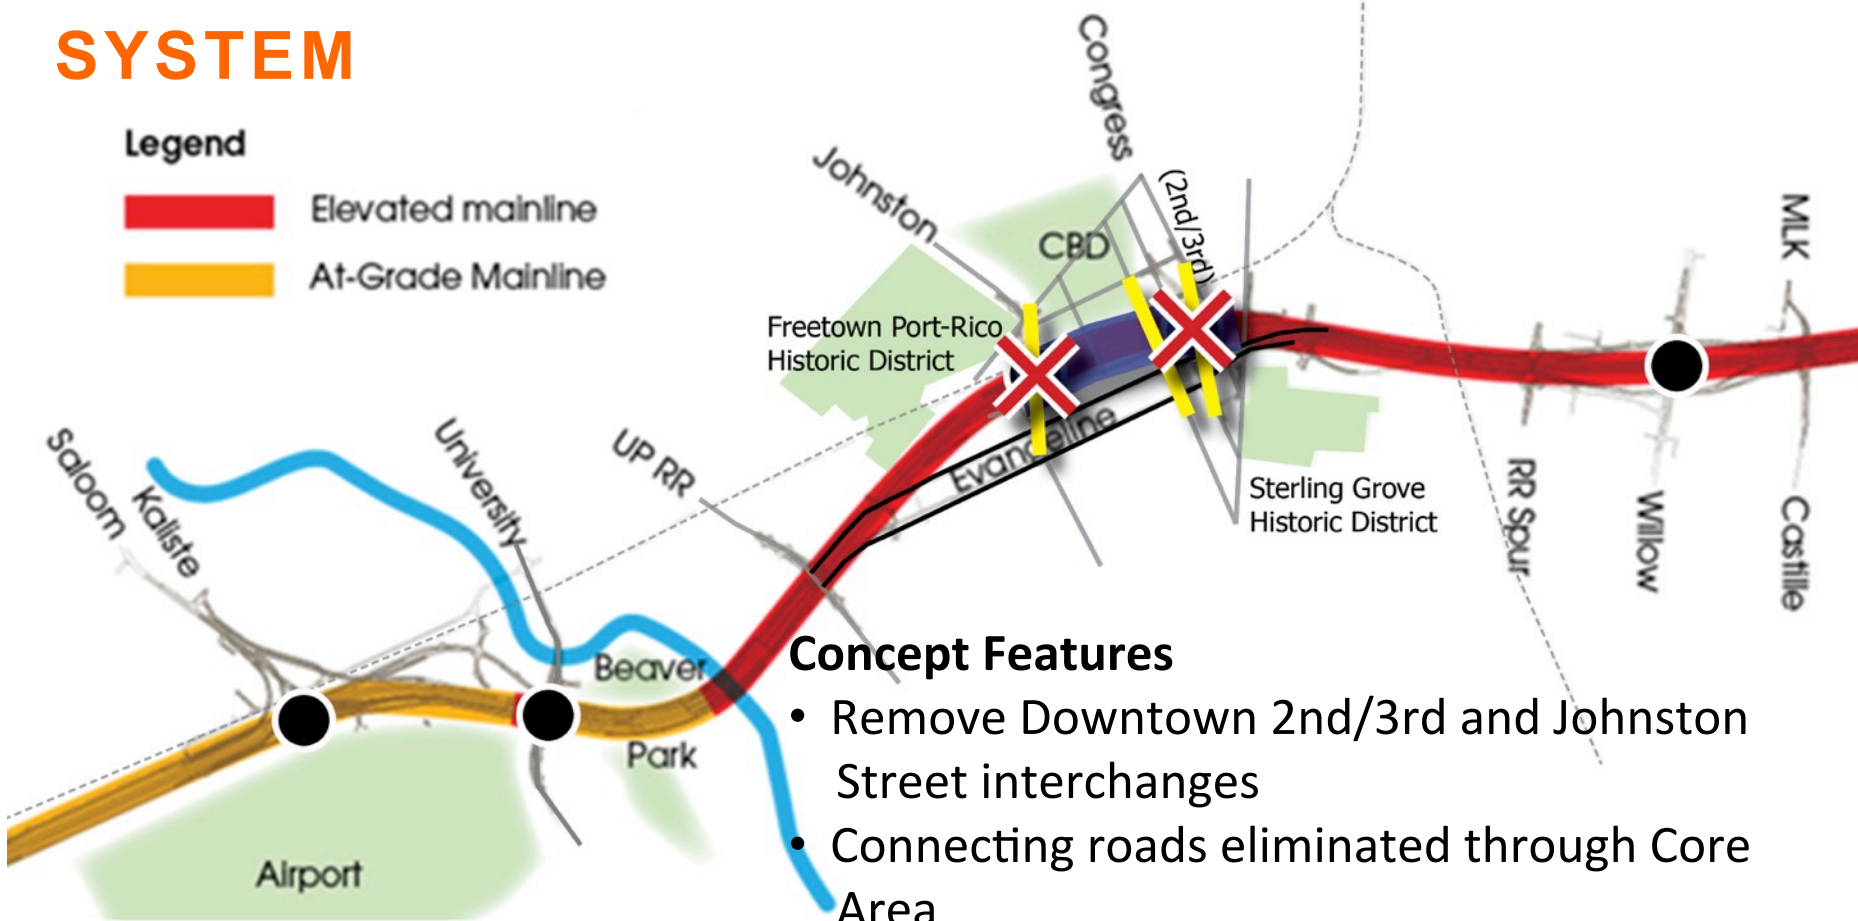 SYSTEM
Legend
Elevated mainline
At-Grade Mainline
Congress
Johnston
(2nd/3rd)
CBD
MLK
Freetown Port-Rico
Historic District
Evangeline
University
UP RR
Saloom
Kaliste
Sterling Grove
Historic District
RR Spur
Willow
Castille
Beaver
Park
Airport
Concept Features
• Remove Downtown 2nd/3rd and Johnston
Street interchanges
• Connecting roads eliminated through Core
Area